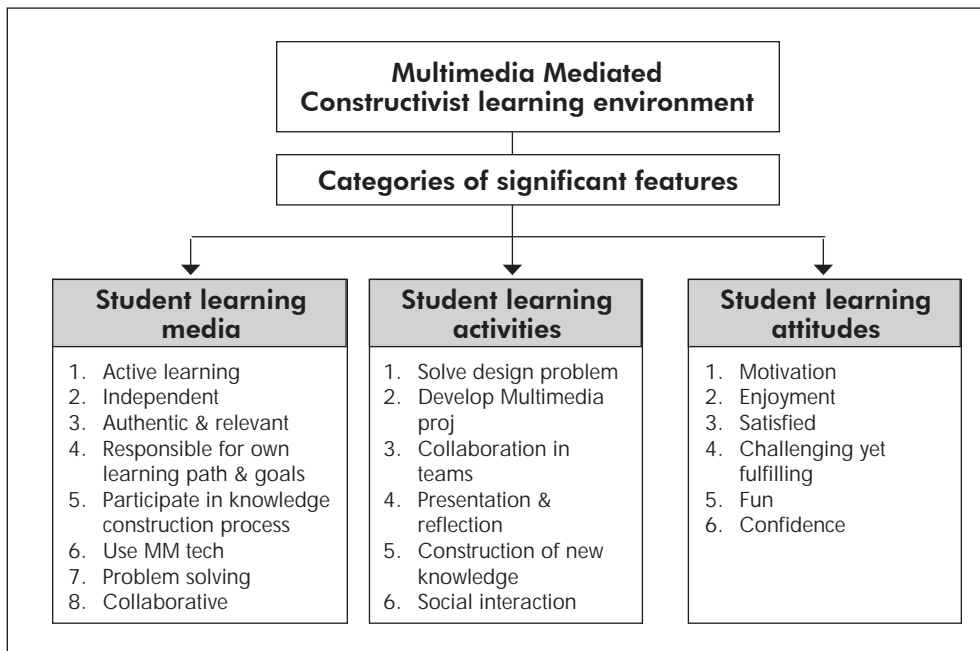 Multimedia Mediated
Constructivist learning environment
Categories of significant features
Student learning
media
1. Active learning
2. Independent
3. Authentic & relevant
4. Responsible for own
learning path & goals
5. Participate in knowledge
construction process
6. Use MM tech
7. Problem solving
8. Collaborative
Student learning
activities
1. Solve design problem
2. Develop Multimedia
proj
3. Collaboration in
teams
4. Presentation &
reflection
5. Construction of new
knowledge
6. Social interaction
Student learning
attitudes
1. Motivation
2. Enjoyment
3. Satisfied
4. Challenging yet
fulfilling
5. Fun
6. Confidence